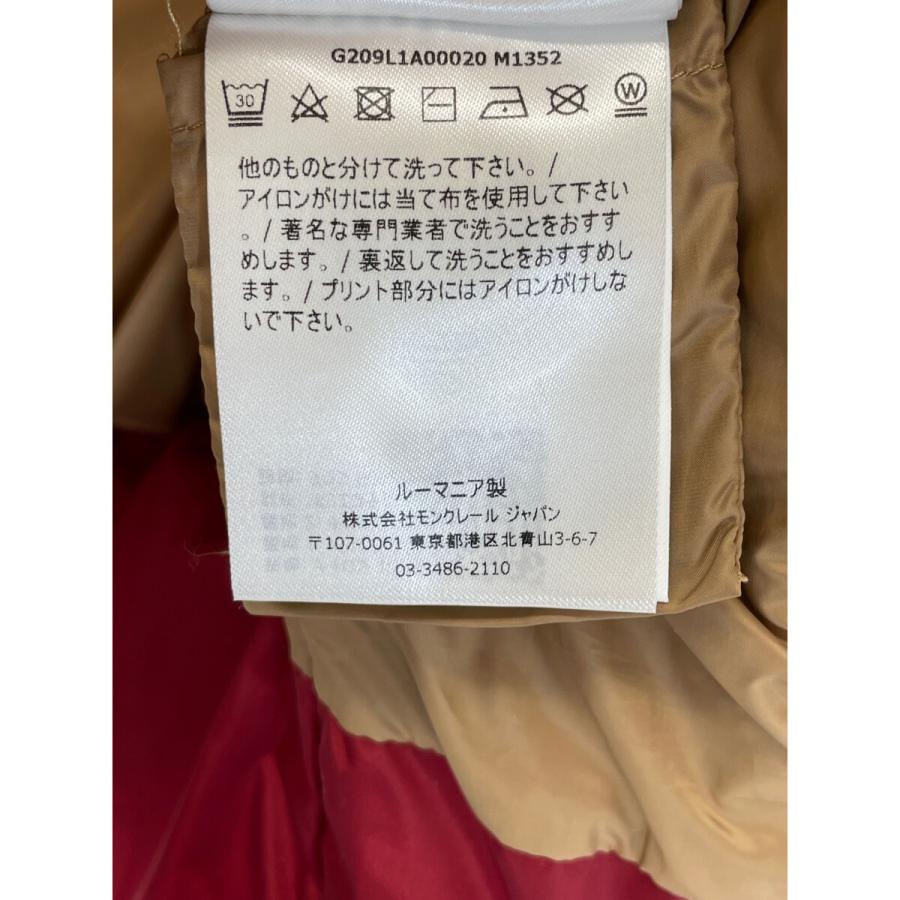 G209L1A00020 M1352
30 W
他のものと分けて洗って下さい。/
アイロンがけには当て布を使用して下さい
。/ 著名な専門業者で洗うことをおすす
めします。/ 裏返して洗うことをおすすめし
ます。/ プリント部分にはアイロンがけしな
いで下さい。
ルーマニア製
株式会社モンクレール ジャパン
〒107-0061 東京都港区北青山3-6-7
03-3486-2110